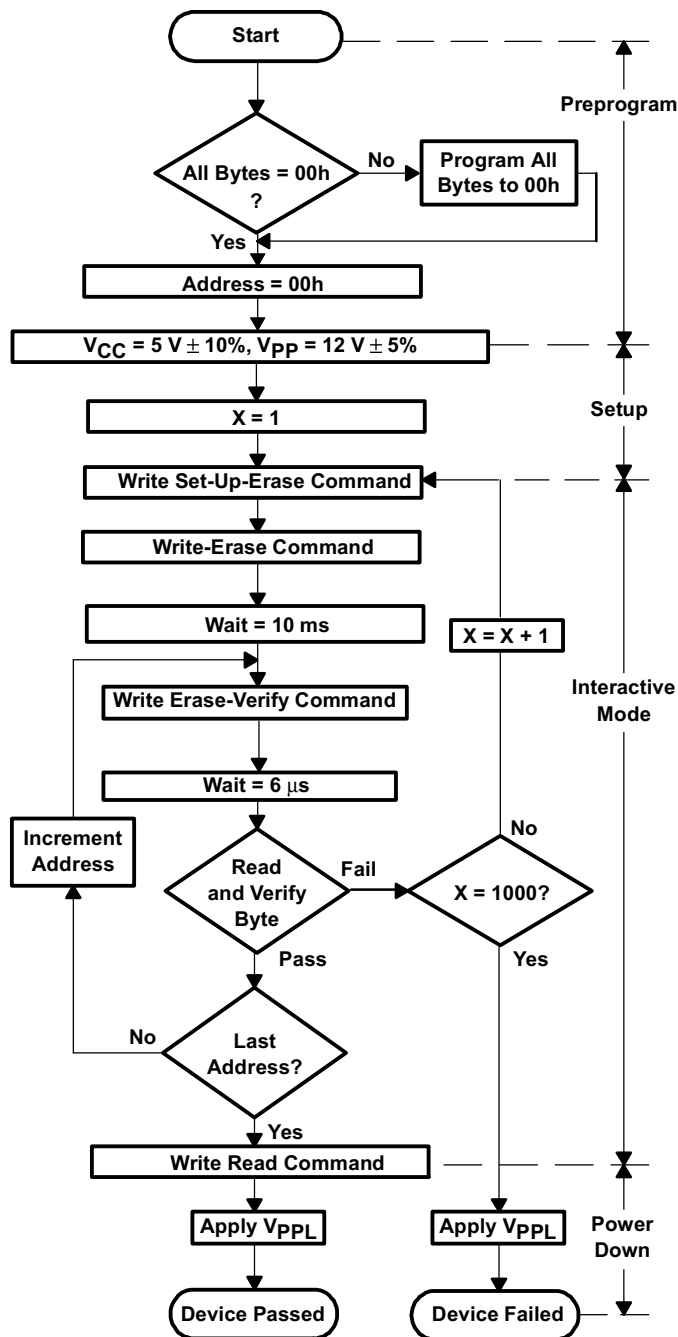 Start
Preprogram
All Bytes = 00h
?
No
Program All
Bytes to 00h
Yes
Address = 00h
VCC = 5 V ± 10%, VPP = 12 V ± 5%
Setup
X = 1
Write Set-Up-Erase Command
Write-Erase Command
Wait = 10 ms
X = X + 1
Interactive
Mode
Write Erase-Verify Command
Wait = 6 μs
Increment
Address
Read
and Verify
Byte
Fail
No
X = 1000?
Pass
Yes
No
Last
Address?
Yes
Write Read Command
Apply VPPL
Apply VPPL
Power
Down
Device Passed
Device Failed